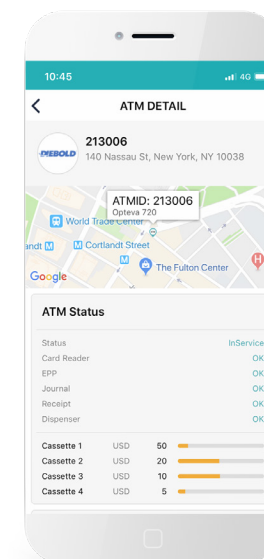 10:45 4G
ATM DETAIL
DIEBOLD
213006
140 Nassau St, New York, NY 10038
ATMID: 213006
Opteva 720
World Trade Center
andt M M Cortlandt Street
M
The Fulton Center
H
Google
ATM Status
Status InService
Card Reader OK
EPP OK
Journal OK
Receipt OK
Dispenser OK
Cassette 1 USD 50
Cassette 2 USD 20
Cassette 3 USD 10
Cassette 4 USD 5